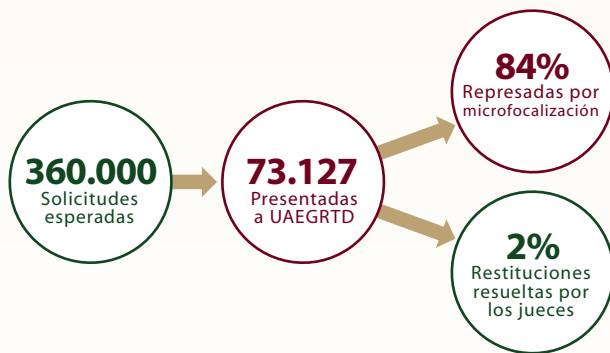 360.000
Solicitudes
esperadas
73.127
Presentadas
a UAEGRTD
84%
Represadas por
microfocalización
2%
Restituciones
resueltas por
los jueces